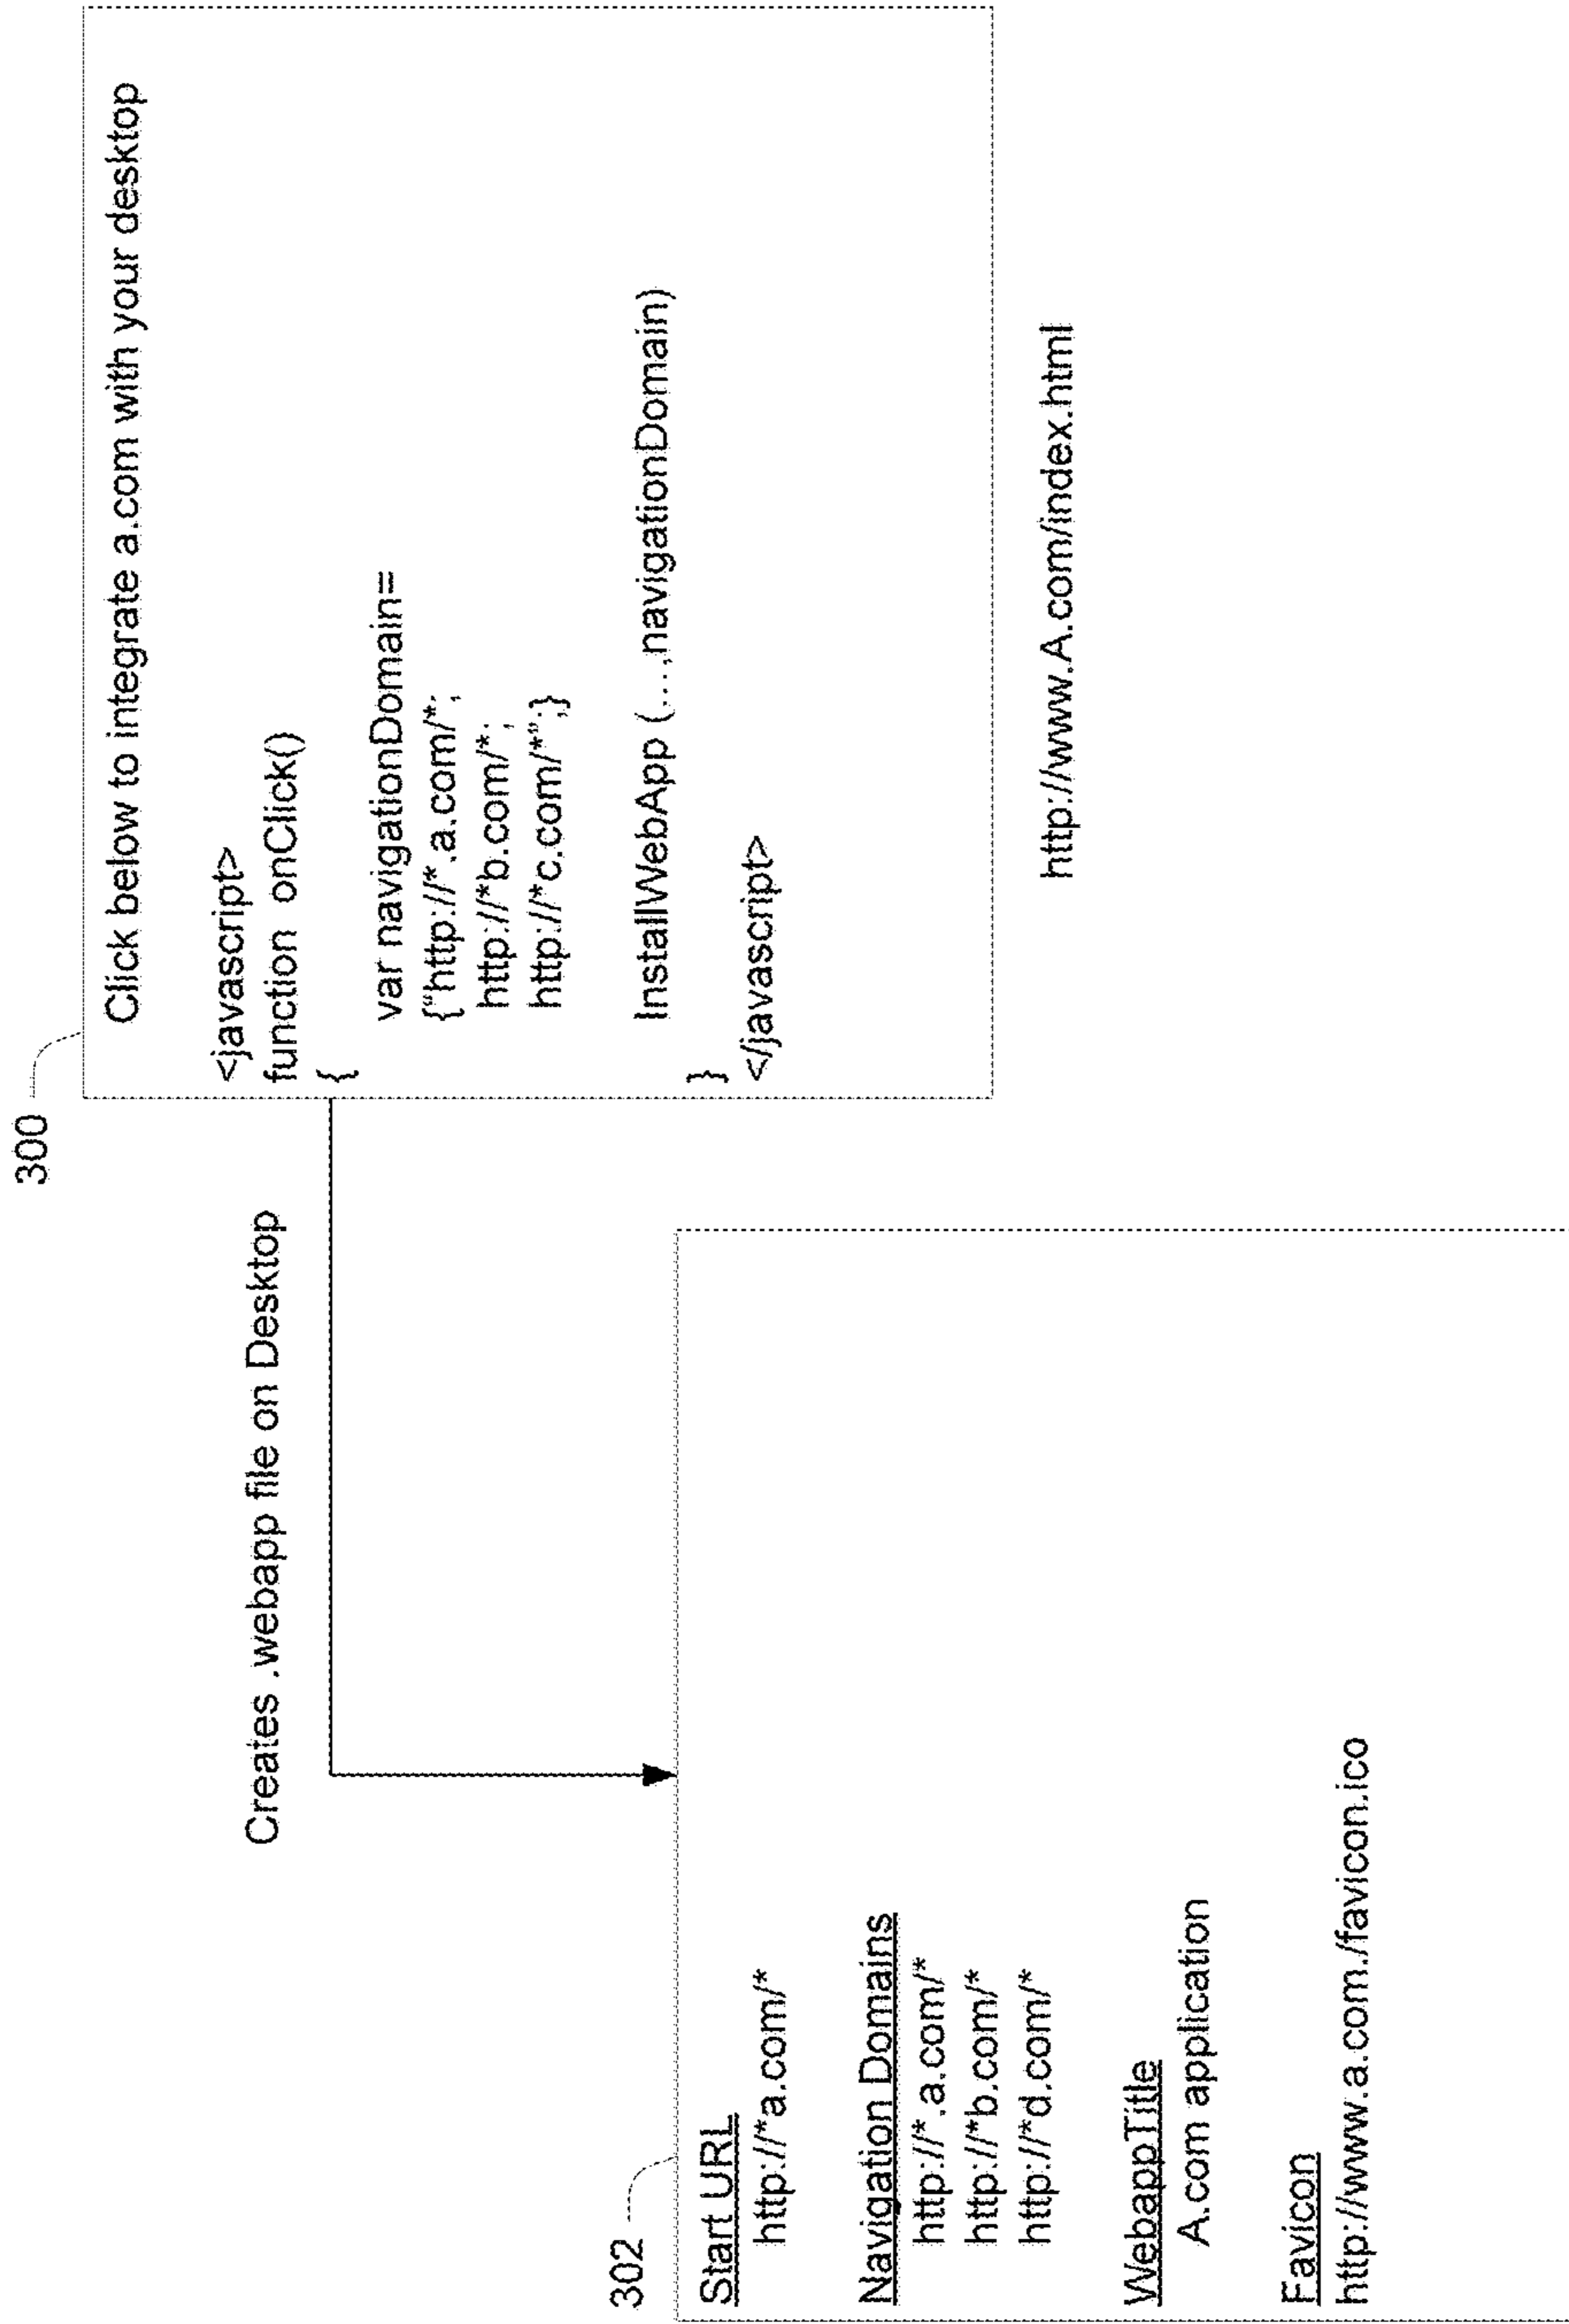 300
Click below to integrate a.com with your desktop
<javascript>
function onClick()
{
var navigationDomain=
{"http://*.a.com/*;
http://*b.com/*;
http://*c.com/*";}
InstallWebApp (...,navigationDomain)
}
</javascript>
http://www.A.com/index.html
Creates .webapp file on Desktop
302
Start URL
http://*a.com/*
Navigation Domains
http://*.a.com/*
http://*b.com/*
http://*d.com/*
WebappTitle
A.com application
Favicon
http://www.a.com./favicon.ico